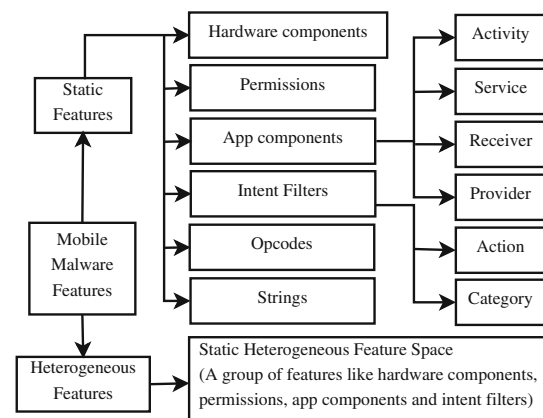 Hardware components
Activity
Static
Features
Permissions
Service
App components
Receiver
Intent Filters
Provider
Mobile
Malware
Features
Opcodes
Action
Strings
Category
Heterogeneous
Features
Static Heterogeneous Feature Space
(A group of features like hardware components,
permissions, app components and intent filters)